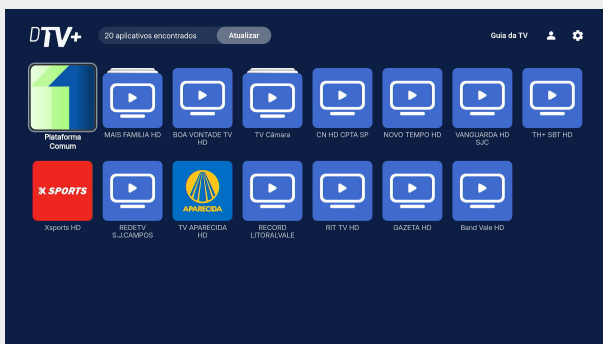 DTV+
20 aplicativos encontrados
Atualizar
Guia da TV
Plataforma
Comum
MAIS FAMILIA HD
BOA VONTADE TV
HD
TV Câmara
CN HD CPTA SP
NOVO TEMPO HD
VANGUARDA HD
SJC
TH+ SBT HD
X SPORTS
APARECIDA
Xsports HD
REDETV
S.J.CAMPOS
TV APARECIDA
HD
RECORD
LITORALVALE
RIT TV HD
GAZETA HD
Band Vale HD